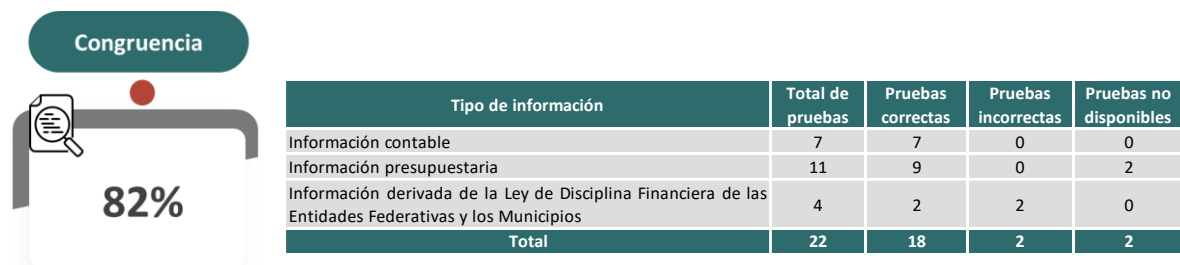 Congruencia
82%
Tipo de información Total de pruebas Pruebas correctas Pruebas incorrectas Pruebas no disponibles
Información contable 7 7 0 0
Información presupuestaria 11 9 0 2
Información derivada de la Ley de Disciplina Financiera de las
Entidades Federativas y los Municipios 4 2 2 0
Total 22 18 2 2